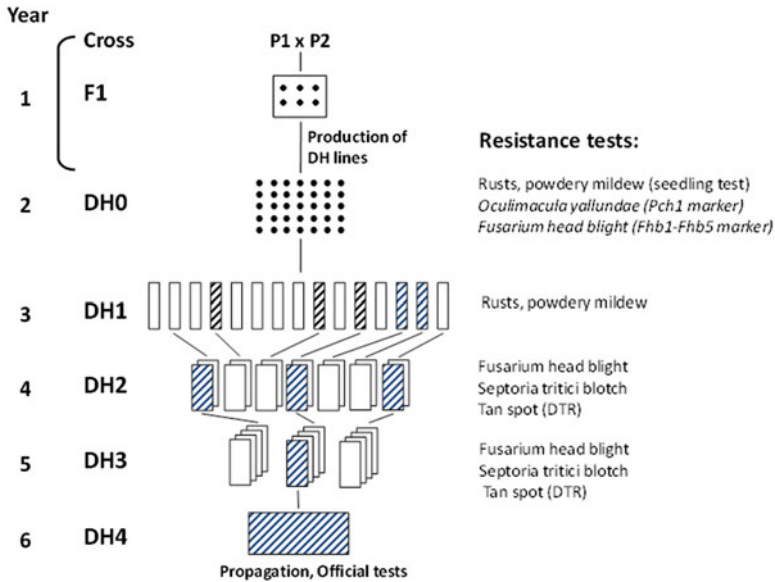 Year
Cross
P1 x P2
1
F1
Production of
DH lines
Resistance tests:
2
DH0
Rusts, powdery mildew (seedling test)
Oculimacula yallundae (Pch1 marker)
Fusarium head blight (Fhb1-Fhb5 marker)
3
DH1
Rusts, powdery mildew
4
DH2
Fusarium head blight
Septoria tritici blotch
Tan spot (DTR)
5
DH3
Fusarium head blight
Septoria tritici blotch
Tan spot (DTR)
6
DH4
Propagation, Official tests